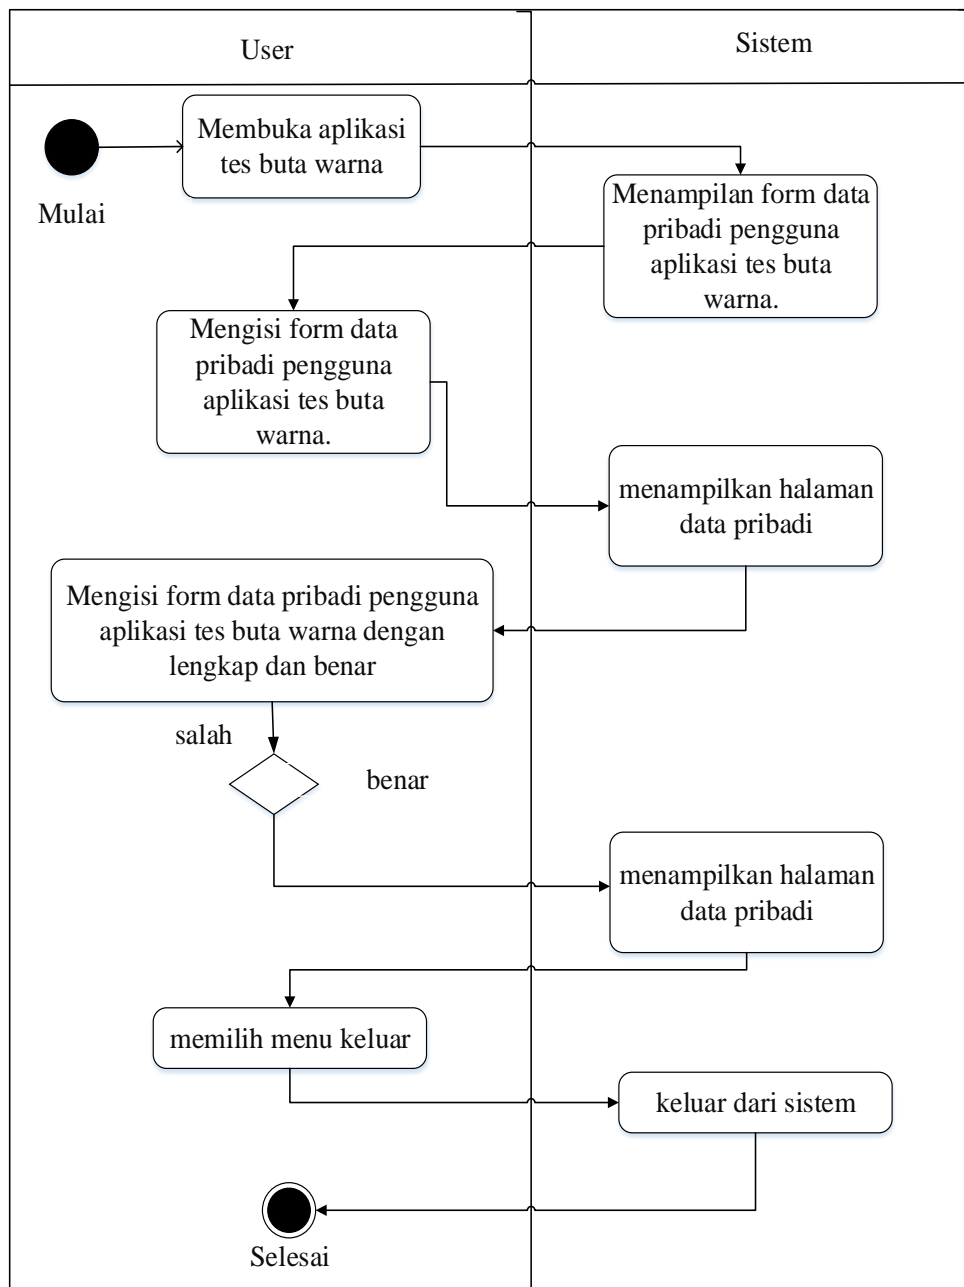 User
Sistem
Membuka aplikasi
tes buta warna
Mulai
Menampilan form data
pribadi pengguna
aplikasi tes buta
warna.
Mengisi form data
pribadi pengguna
aplikasi tes buta
warna.
menampilkan halaman
data pribadi
Mengisi form data pribadi pengguna
aplikasi tes buta warna dengan
lengkap dan benar
salah
benar
menampilkan halaman
data pribadi
memilih menu keluar
keluar dari sistem
Selesai